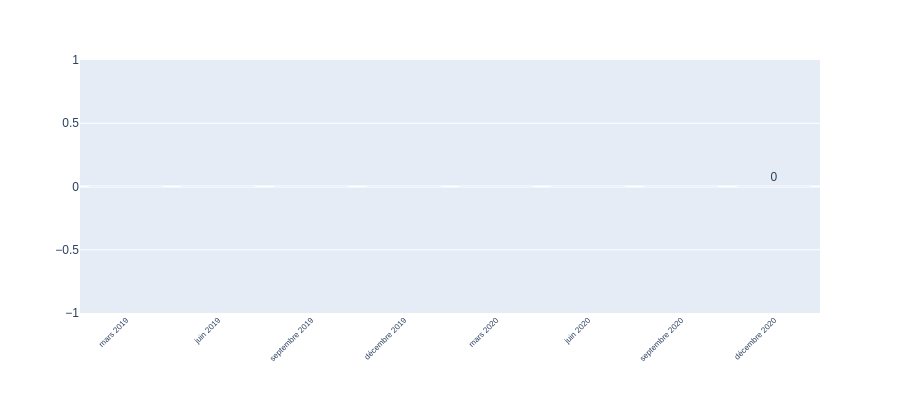 1
0.5
0
0
−0.5
−1
mars 2019
juin 2019
septembre 2019
décembre 2019
mars 2020
juin 2020
septembre 2020
décembre 2020